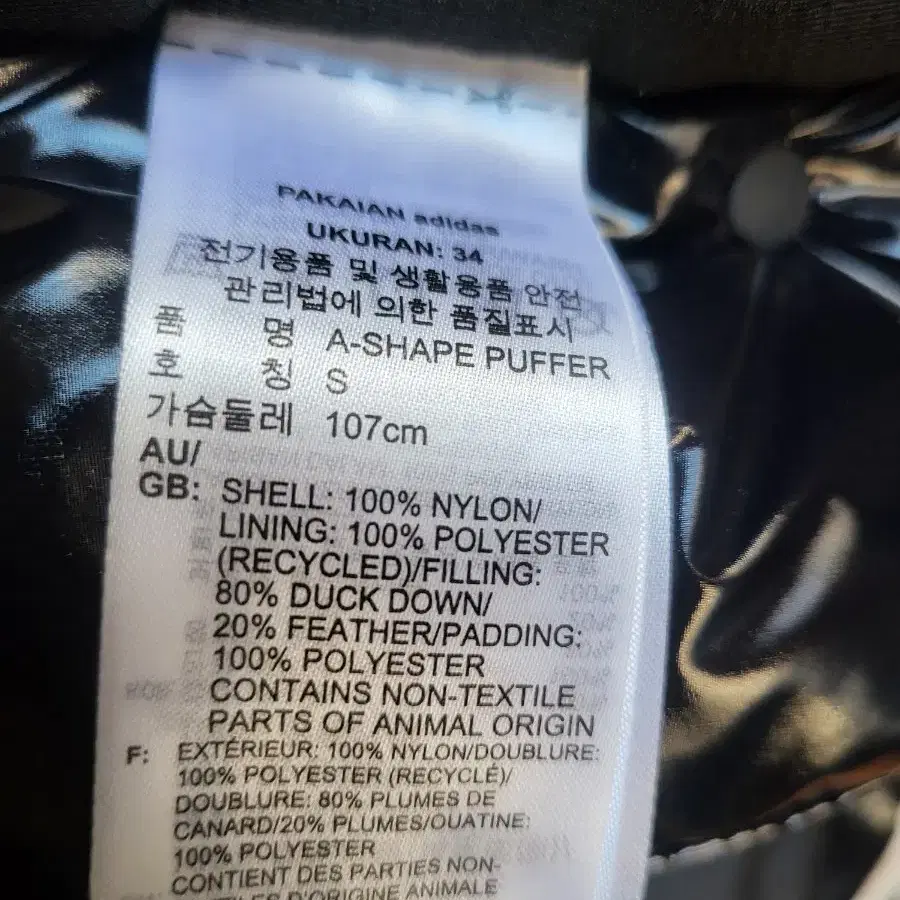 PAKAIAN adidas
UKURAN: 34
전기용품 및 생활용품 안전
관리법에 의한 품질표시
품 명 A-SHAPE PUFFER
호 칭 S
가슴둘레 107cm
AU/
GB: SHELL: 100% NYLON/
LINING: 100% POLYESTER
(RECYCLED)/FILLING:
80% DUCK DOWN/
20% FEATHER/PADDING:
100% POLYESTER
CONTAINS NON-TEXTILE
PARTS OF ANIMAL ORIGIN
F: EXTÉRIEUR: 100% NYLON/DOUBLURE:
100% POLYESTER (RECYCLÉ)/
DOUBLURE: 80% PLUMES DE
CANARD/20% PLUMES/OUATINE:
100% POLYESTER
CONTIENT DES PARTIES NON-
D'ORIGINE ANIMALE